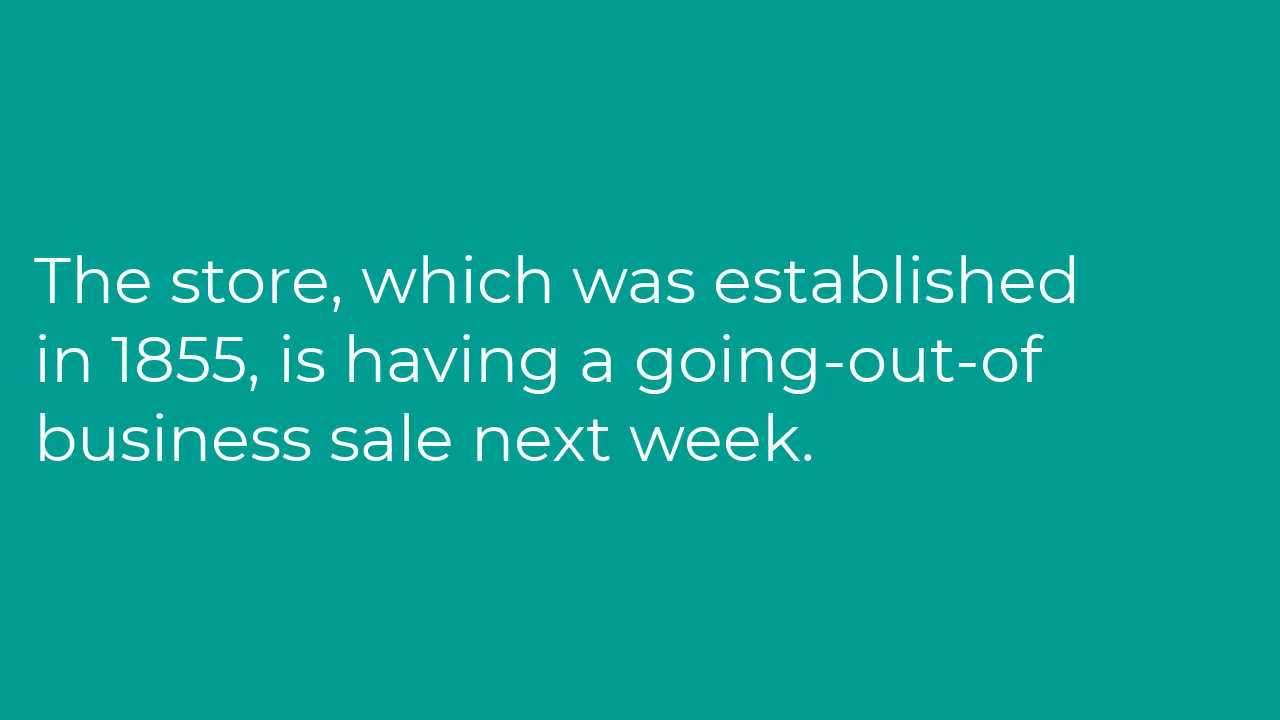 The store, which was established
in 1855, is having a going-out-of
business sale next week.